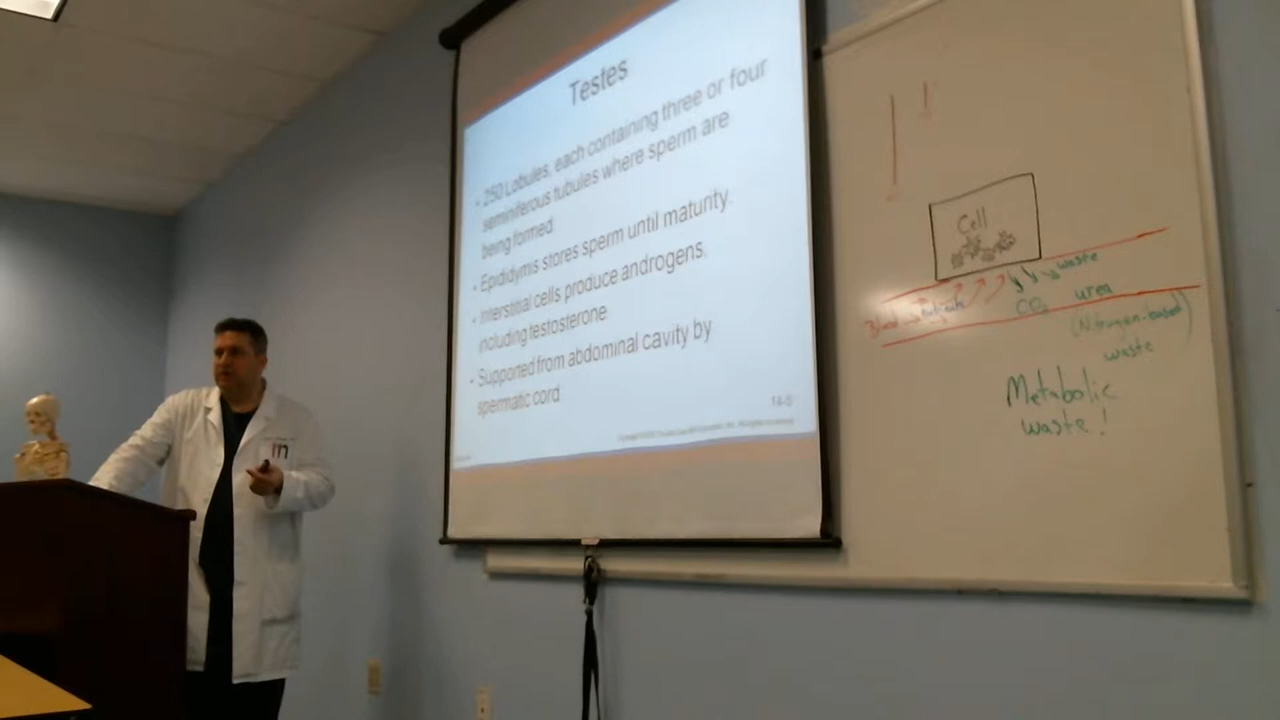 Testes
• 250 Lobules, each containing three or four
seminiferous tubules where sperm are
being formed.
• Epididymis stores sperm until maturity.
• Interstitial cells produce androgens,
including testosterone
• Supported from abdominal cavity by
spermatic cord
14-5
m
Cell
waste
Blood
CO2 urea
(Nitrogen-based)
waste
Metabolic
waste!